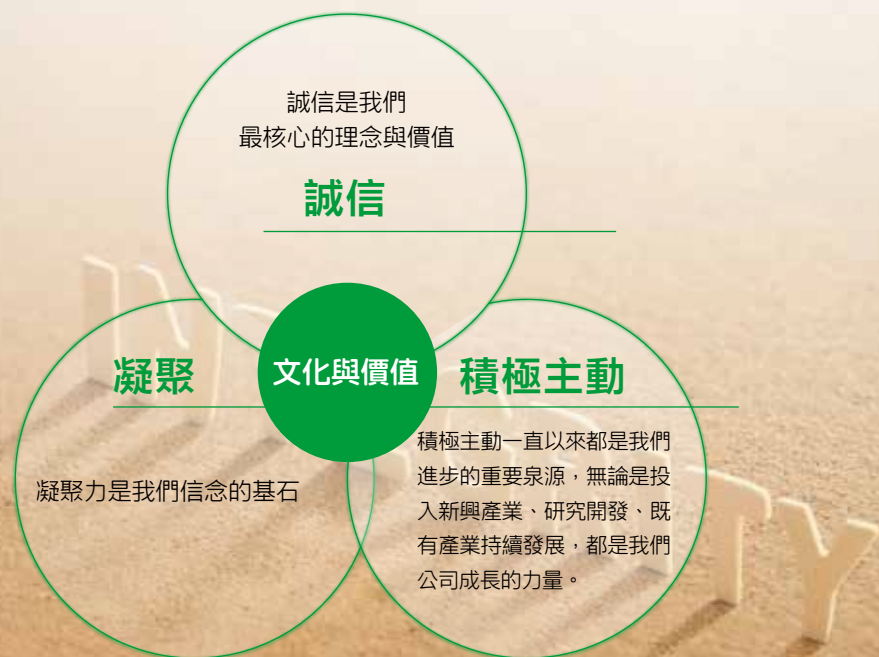 誠信是我們
最核心的理念與價值
誠信
文化與價值
凝聚
凝聚力是我們信念的基石
積極主動
積極主動一直以來都是我們
進步的重要泉源，無論是投
入新興產業、研究開發、既
有產業持續發展，都是我們
公司成長的力量。